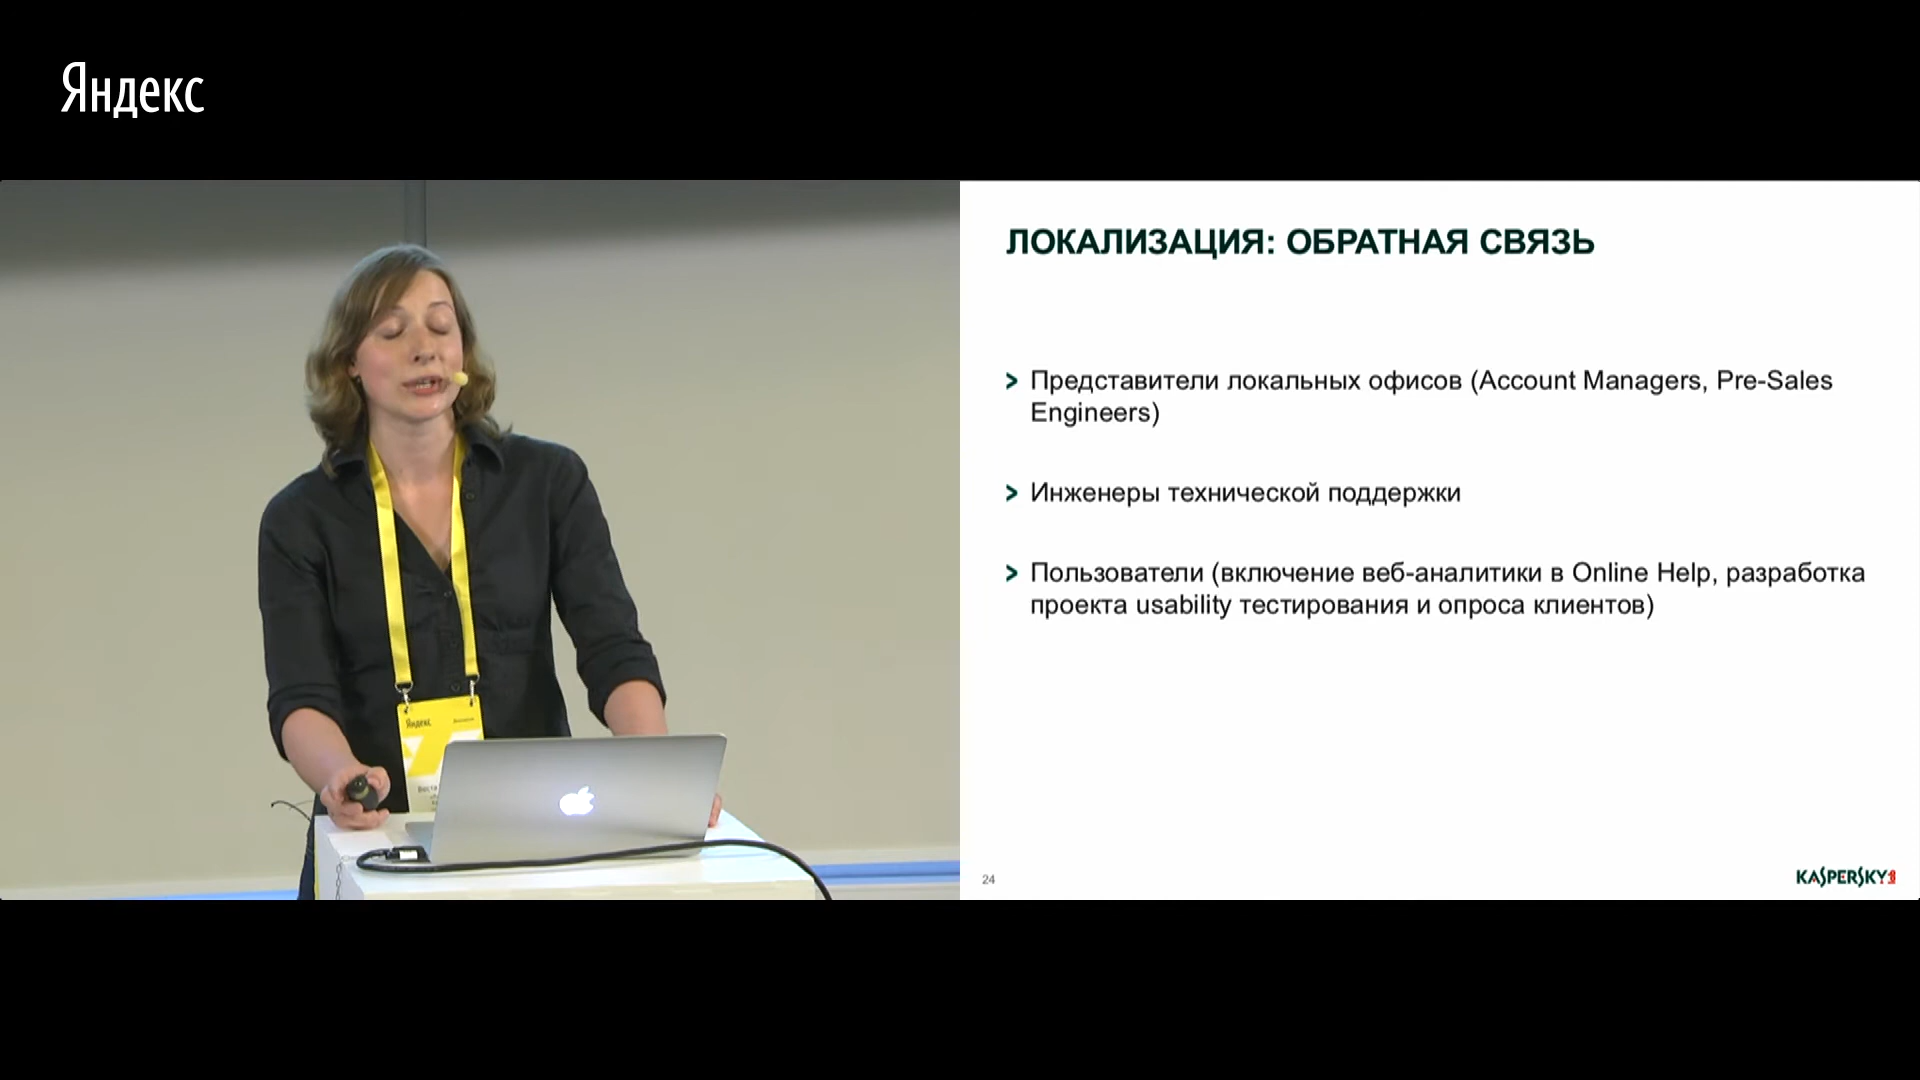 Яндекс
ЛОКАЛИЗАЦИЯ: ОБРАТНАЯ СВЯЗЬ
> Представители локальных офисов (Account Managers, Pre-Sales
Engineers)
> Инженеры технической поддержки
> Пользователи (включение веб-аналитики в Online Help, разработка
проекта usability тестирования и опроса клиентов)
24
KASPERSKY
Яндекс